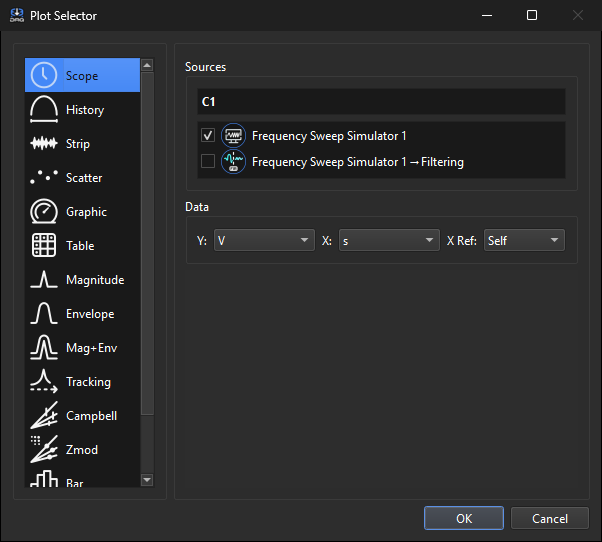 Plot Selector
Scope
History
Strip
Scatter
Graphic
Table
Magnitude
Envelope
Mag+Env
Tracking
Campbell
Zmod
Bar
Sources
C1
Frequency Sweep Simulator 1
Frequency Sweep Simulator 1 → Filtering
Data
Y: V X: s X Ref: Self
OK Cancel